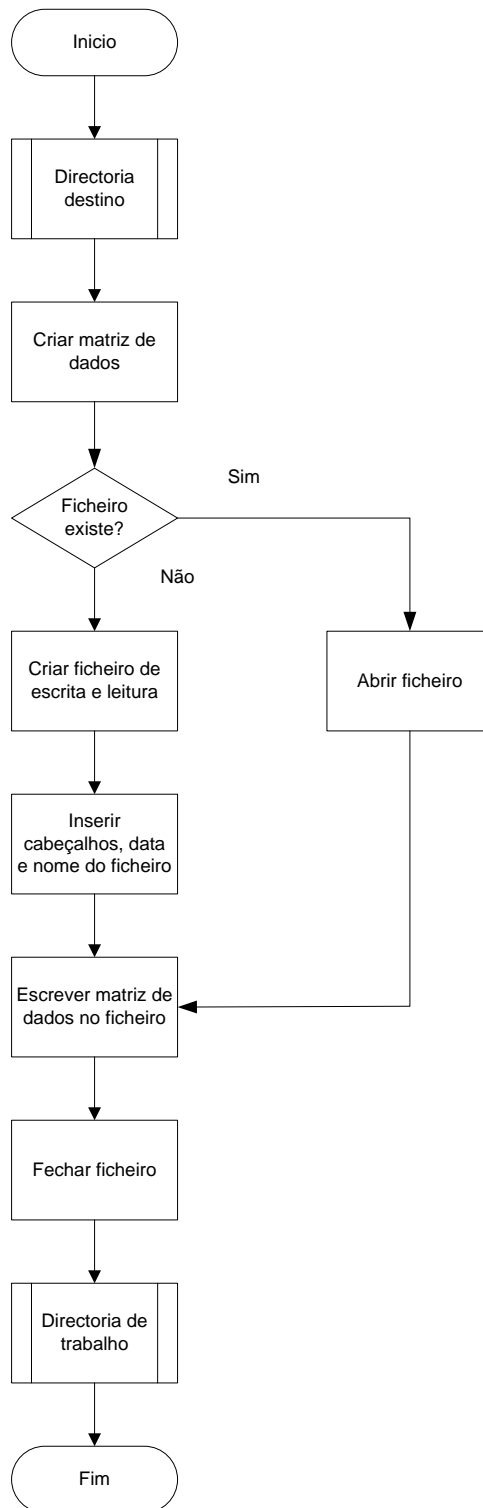 Inicio
Directoria
destino
Criar matriz de
dados
Sim
Ficheiro
existe?
Não
Criar ficheiro de
escrita e leitura
Abrir ficheiro
Inserir
cabeçalhos, data
e nome do ficheiro
Escrever matriz de
dados no ficheiro
Fechar ficheiro
Directoria de
trabalho
Fim